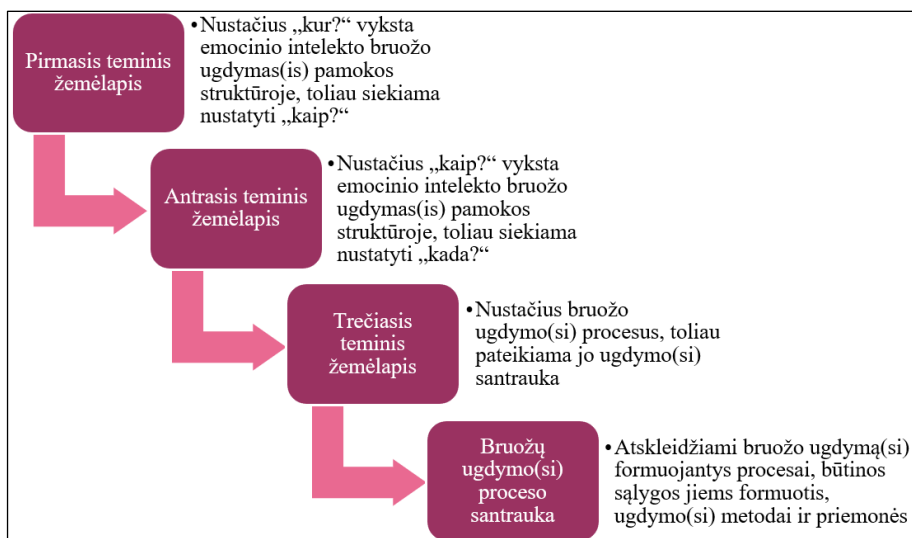 Pirmasis teminis
žemėlapis
•Nustačius „kur?“ vyksta
emocinio intelekto bruožo
ugdymas(is) pamokos
struktūroje, toliau siekiama
nustatyti „kaip?“
Antrasis teminis
žemėlapis
•Nustačius „kaip?“ vyksta
emocinio intelekto bruožo
ugdymas(is) pamokos
struktūroje, toliau siekiama
nustatyti „kada?“
Trečiasis
teminis
žemėlapis
•Nustačius bruožo
ugdymo(si) procesus, toliau
pateikiama jo ugdymo(si)
santrauka
Bruožų
ugdymo(si)
proceso
santrauka
•Atskleidžiami bruožo ugdymą(si)
formuojantys procesai, būtinos
sąlygos jiems formuotis,
ugdymo(si) metodai ir priemonės